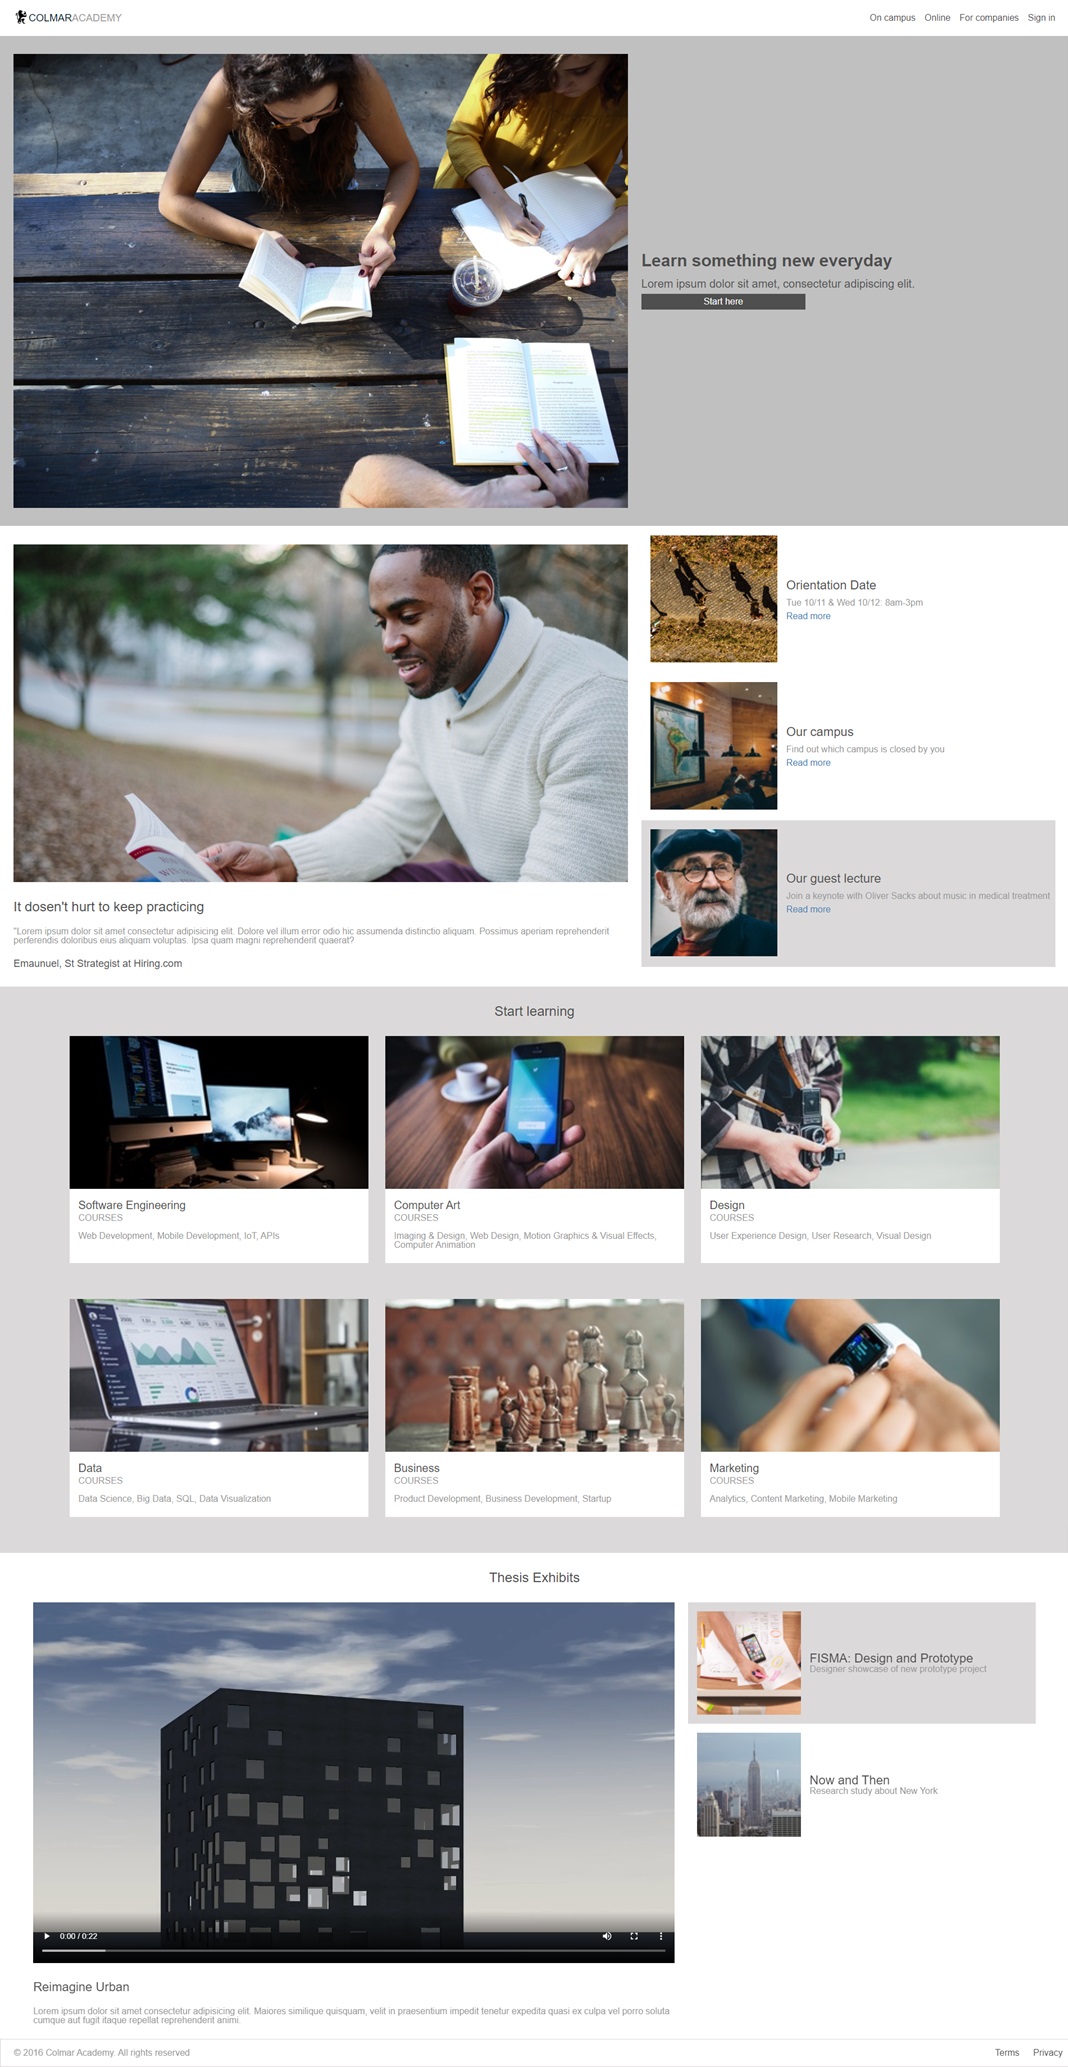 COLMARACADEMY
On campus Online For companies Sign in
Learn something new everyday
Lorem ipsum dolor sit amet, consectetur adipiscing elit.
Start here
Orientation Date
Tue 10/11 & Wed 10/12: 8am-3pm
Read more
Our campus
Find out which campus is closed by you
Read more
Our guest lecture
Join a keynote with Oliver Sacks about music in medical treatment
Read more
It dosen't hurt to keep practicing
"Lorem ipsum dolor sit amet consectetur adipisicing elit. Dolore vel illum error odio hic assumenda distinctio aliquam. Possimus aperiam reprehenderit
perferendis doloribus eius aliquam voluptas. Ipsa quam magni reprehenderit quaerat?
Emaunuel, St Strategist at Hiring.com
Start learning
Software Engineering
COURSES
Web Development, Mobile Development, IoT, APIs
Computer Art
COURSES
Imaging & Design, Web Design, Motion Graphics & Visual Effects,
Computer Animation
Design
COURSES
User Experience Design, User Research, Visual Design
Data
COURSES
Data Science, Big Data, SQL, Data Visualization
Business
COURSES
Product Development, Business Development, Startup
Marketing
COURSES
Analytics, Content Marketing, Mobile Marketing
Thesis Exhibits
0:00 / 0:22
FISMA: Design and Prototype
Designer showcase of new prototype project
Now and Then
Research study about New York
Reimagine Urban
Lorem ipsum dolor sit amet consectetur adipisicing elit. Maiores similique quisquam, velit in praesentium impedit tenetur expedita quasi ex culpa vel porro soluta
cumque aut fugit itaque repellat reprehenderit animi.
© 2016 Colmar Academy. All rights reserved
Terms Privacy